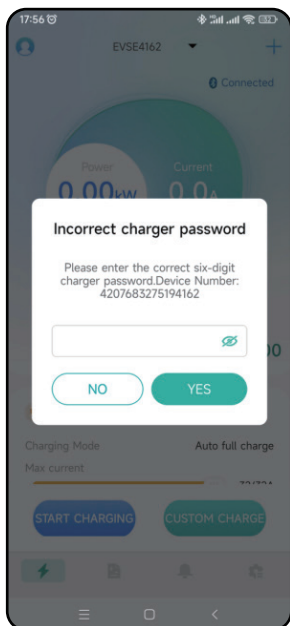 17:56
EVSE4162
Connected
Power
Current
0.00kw
0.0A
Incorrect charger password
Please enter the correct six-digit
charger password.Device Number:
4207683275194162
NO
YES
Charging Mode
Auto full charge
Max current
START CHARGING
CUSTOM CHARGE